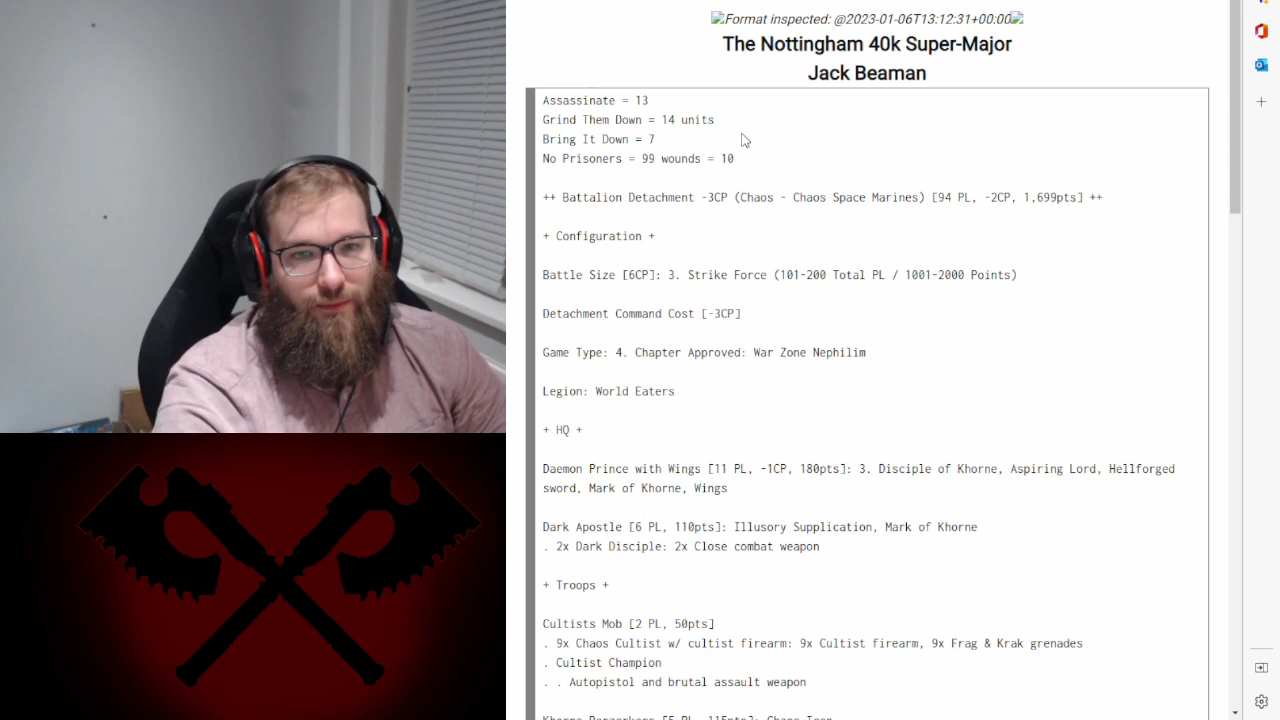 Format inspected: @2023-01-06T13:12:31+00:00
The Nottingham 40k Super-Major
Jack Beaman
Assassinate = 13
Grind Them Down = 14 units
Bring It Down = 7
No Prisoners = 99 wounds = 10
++ Battalion Detachment -3CP (Chaos - Chaos Space Marines) [94 PL, -2CP, 1,699pts] ++
+ Configuration +
Battle Size [6CP]: 3. Strike Force (101-200 Total PL / 1001-2000 Points)
Detachment Command Cost [-3CP]
Game Type: 4. Chapter Approved: War Zone Nephilim
Legion: World Eaters
+ HQ +
Daemon Prince with Wings [11 PL, -1CP, 180pts]: 3. Disciple of Khorne, Aspiring Lord, Hellforged
sword, Mark of Khorne, Wings
Dark Apostle [6 PL, 110pts]: Illusory Supplication, Mark of Khorne
. 2x Dark Disciple: 2x Close combat weapon
+ Troops +
Cultists Mob [2 PL, 50pts]
. 9x Chaos Cultist w/ cultist firearm: 9x Cultist firearm, 9x Frag & Krak grenades
. Cultist Champion
. . Autopistol and brutal assault weapon
Khorne Berzerkers [5 PL, 115pts]: Chaos Icon